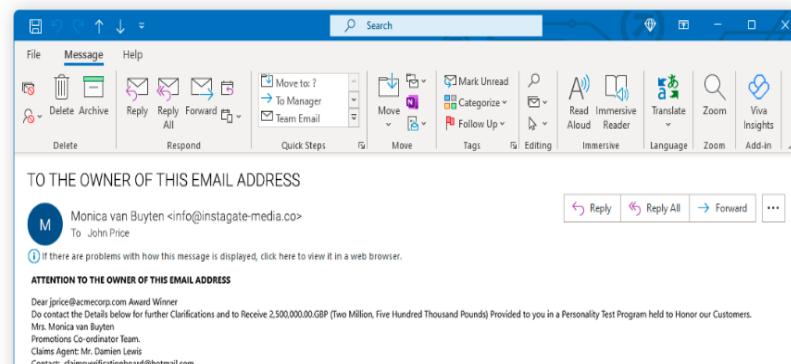 Search
File Message Help
Delete Archive
Reply Reply All Forward
Move to: ?
To Manager
Team Email
Move
Mark Unread
Categorize
Follow Up
Read Aloud
Immersive Reader
Translate
Zoom
Viva Insights
Delete Respond Quick Steps Move Tags Editing Immersive Language Zoom Add-in
TO THE OWNER OF THIS EMAIL ADDRESS
M
Monica van Buyten <info@instagate-media.co>
To John Price
Reply Reply All Forward
If there are problems with how this message is displayed, click here to view it in a web browser.
ATTENTION TO THE OWNER OF THIS EMAIL ADDRESS
Dear jprice@acmecorp.com Award Winner
Do contact the Details below for further Clarifications and to Receive 2,500,000.00.GBP (Two Million, Five Hundred Thousand Pounds) Provided to you in a Personality Test Program held to Honor our Customers.
Mrs. Monica van Buyten
Promotions Co-ordinator Team.
Claims Agent: Mr. Damien Lewis
Contact: claimsverificationboard@hotmail.com